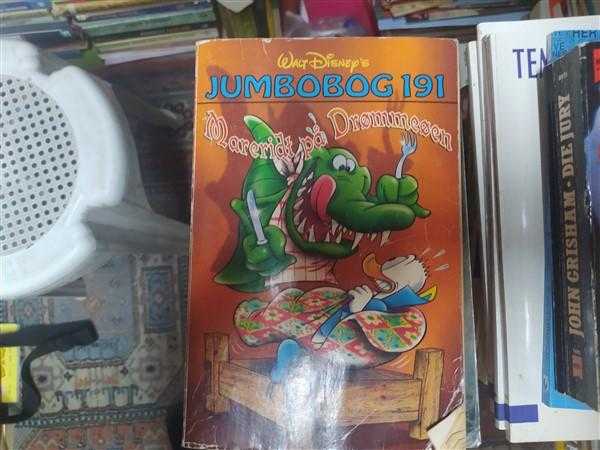 WALT DISNEY'S
JUMBOBOG 191
Mareridt på Drømmeøen
TEN
JOHN GRISHAM · DIE JURY